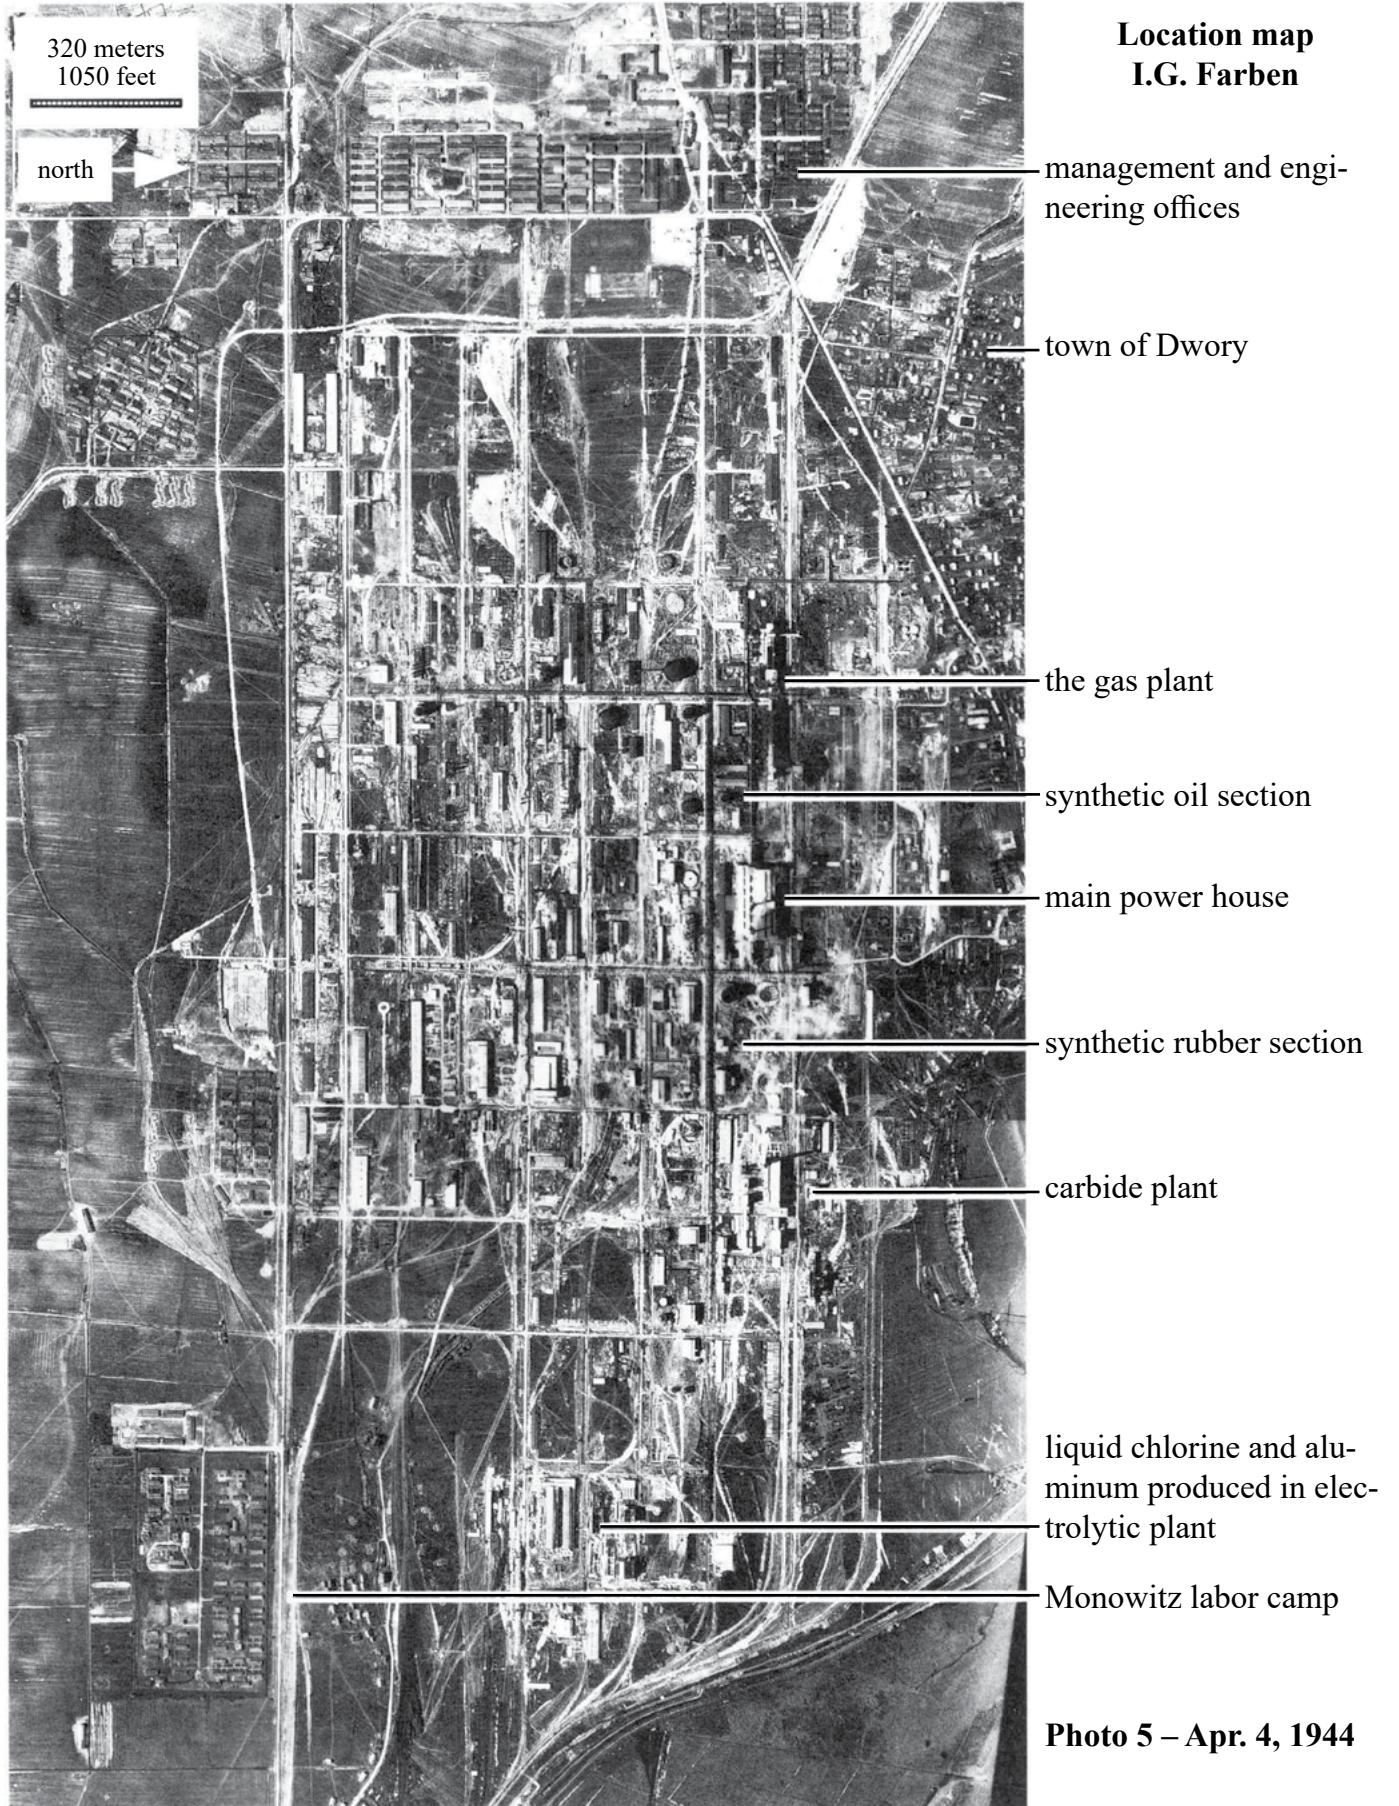 320 meters
1050 feet
north
Location map
I.G. Farben
management and engi-
neering offices
town of Dwory
the gas plant
synthetic oil section
main power house
synthetic rubber section
carbide plant
liquid chlorine and alu-
minum produced in elec-
trolytic plant
Monowitz labor camp
Photo 5 – Apr. 4, 1944